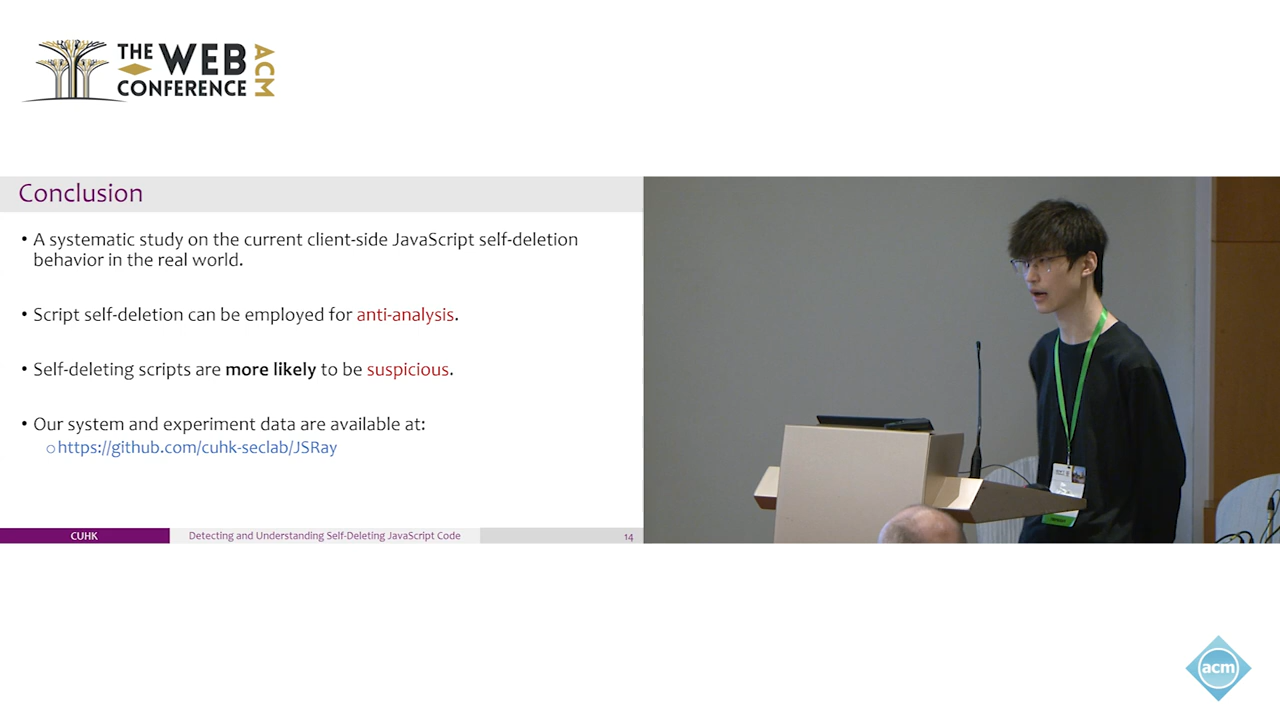 THE WEB
CONFERENCE
ACM
Conclusion
• A systematic study on the current client-side JavaScript self-deletion
behavior in the real world.
• Script self-deletion can be employed for anti-analysis.
• Self-deleting scripts are more likely to be suspicious.
• Our system and experiment data are available at:
o https://github.com/cuhk-seclab/JSRay
CUHK
Detecting and Understanding Self-Deleting JavaScript Code
14
acm